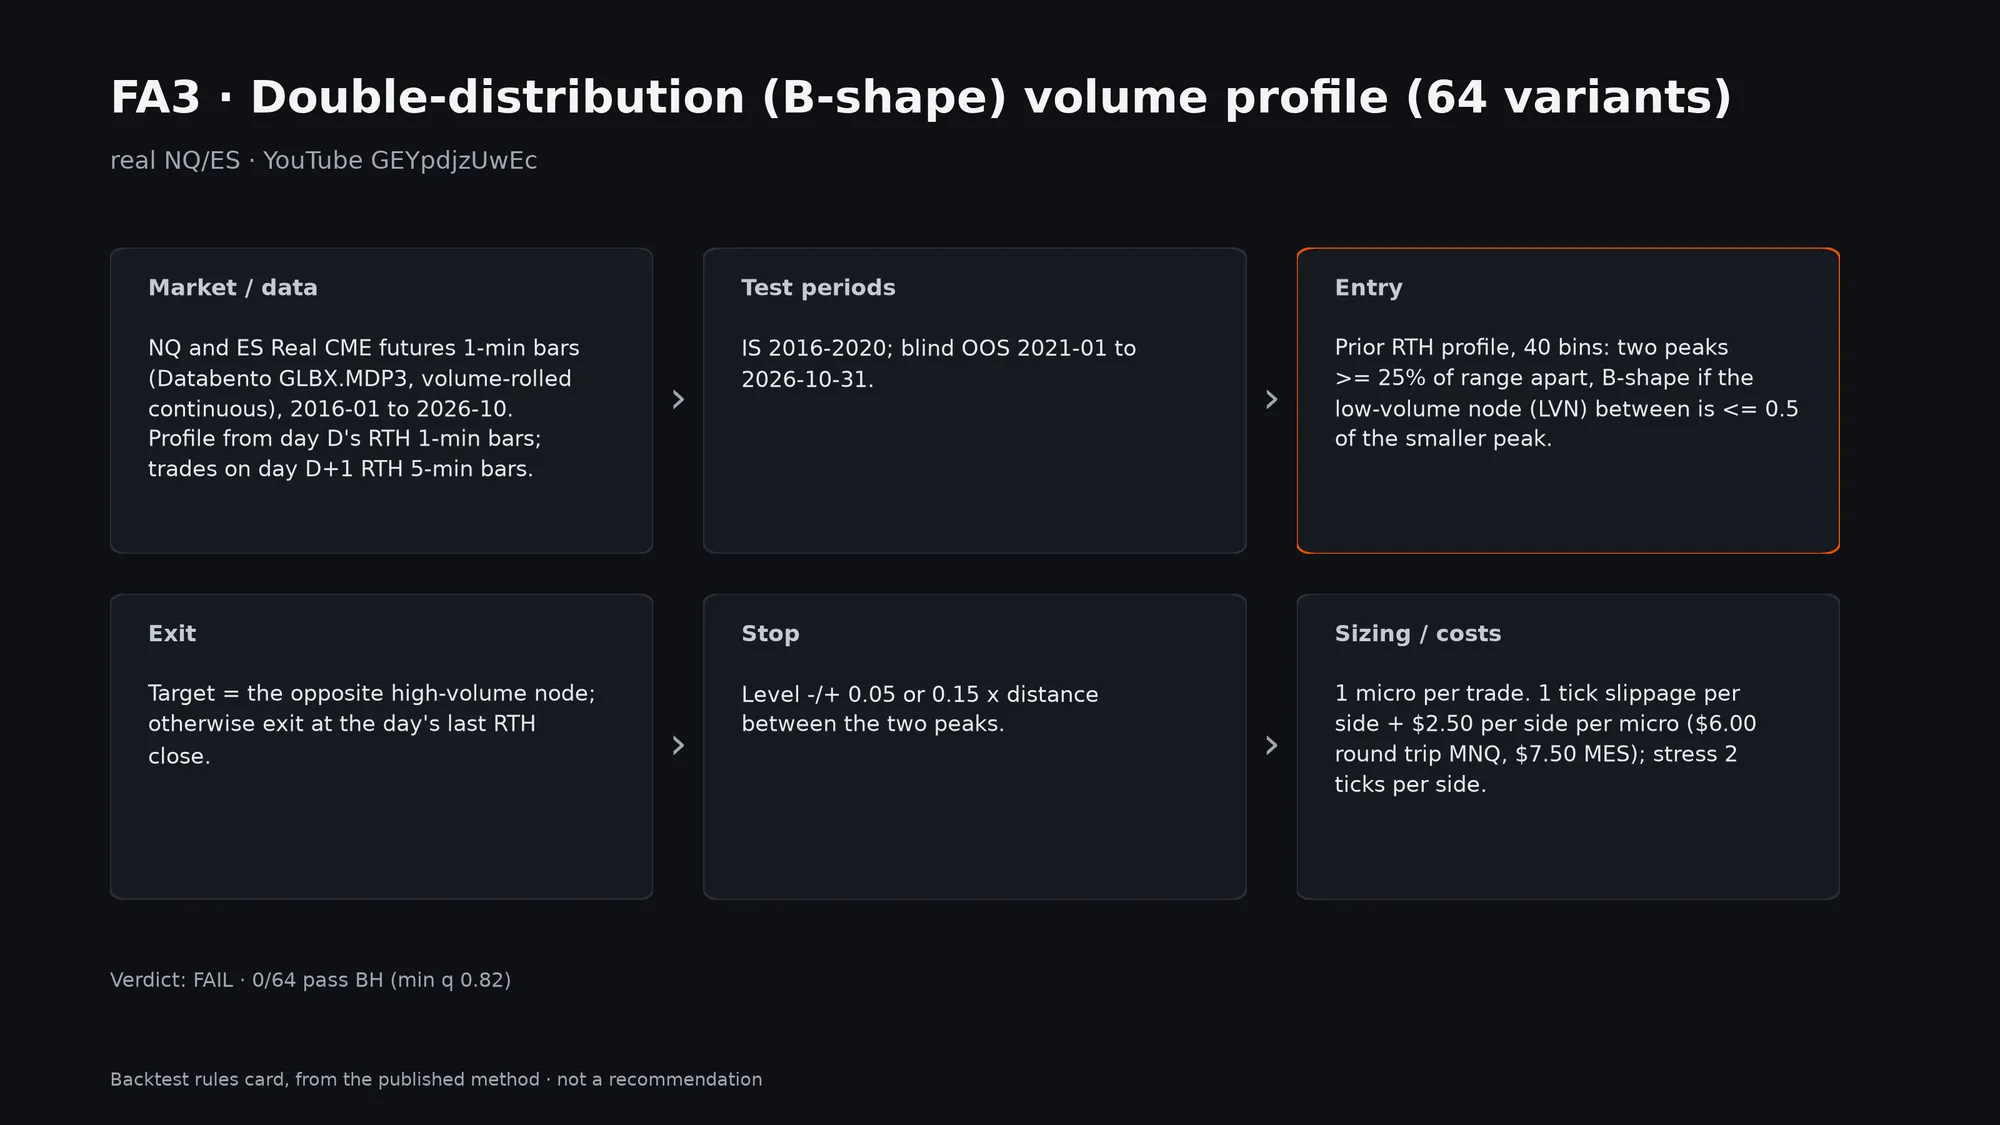 FA3 · Double-distribution (B-shape) volume profile (64 variants)
real NQ/ES · YouTube GEYpdjzUwEc
Market / data
NQ and ES Real CME futures 1-min bars
(Databento GLBX.MDP3, volume-rolled
continuous), 2016-01 to 2026-10.
Profile from day D's RTH 1-min bars;
trades on day D+1 RTH 5-min bars.
›
Test periods
IS 2016-2020; blind OOS 2021-01 to
2026-10-31.
›
Entry
Prior RTH profile, 40 bins: two peaks
>= 25% of range apart, B-shape if the
low-volume node (LVN) between is <= 0.5
of the smaller peak.
Exit
Target = the opposite high-volume node;
otherwise exit at the day's last RTH
close.
›
Stop
Level -/+ 0.05 or 0.15 x distance
between the two peaks.
›
Sizing / costs
1 micro per trade. 1 tick slippage per
side + $2.50 per side per micro ($6.00
round trip MNQ, $7.50 MES); stress 2
ticks per side.
Verdict: FAIL · 0/64 pass BH (min q 0.82)
Backtest rules card, from the published method · not a recommendation